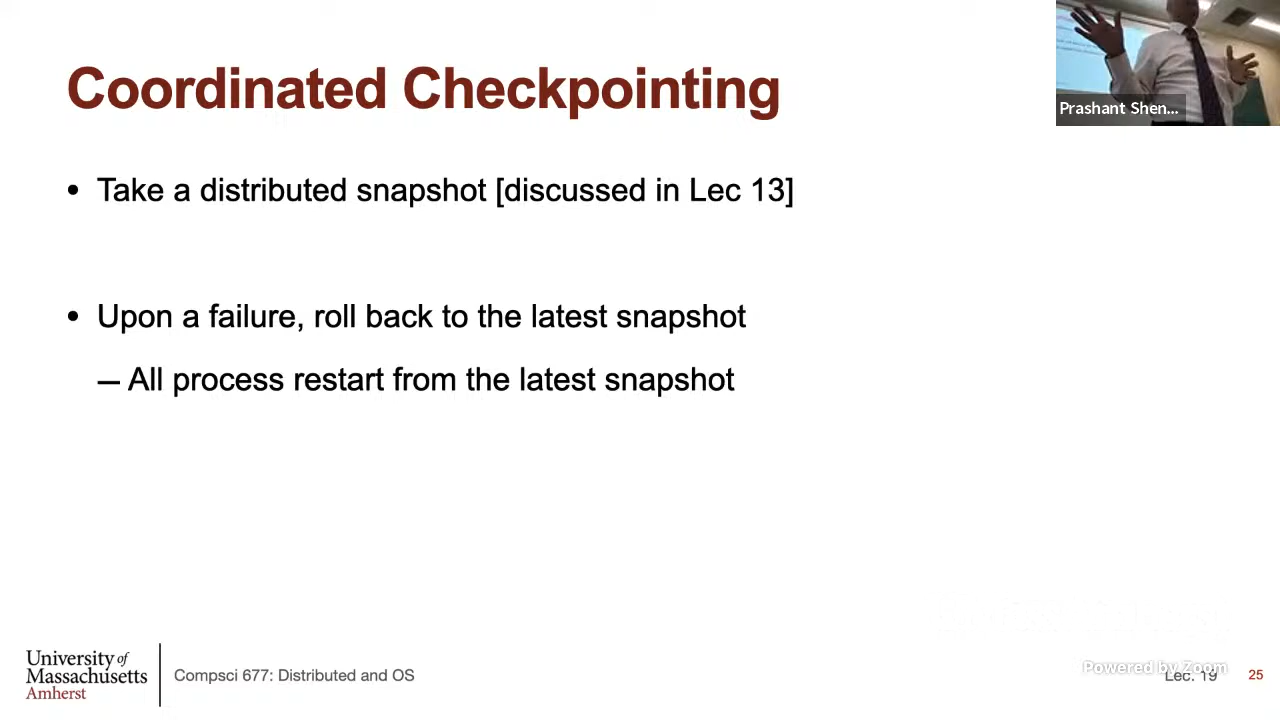 Coordinated Checkpointing
Prashant Shen...
• Take a distributed snapshot [discussed in Lec 13]
• Upon a failure, roll back to the latest snapshot
– All process restart from the latest snapshot
University of
Massachusetts
Amherst
Compsci 677: Distributed and OS
Powered by Zoom
Lec. 19
25